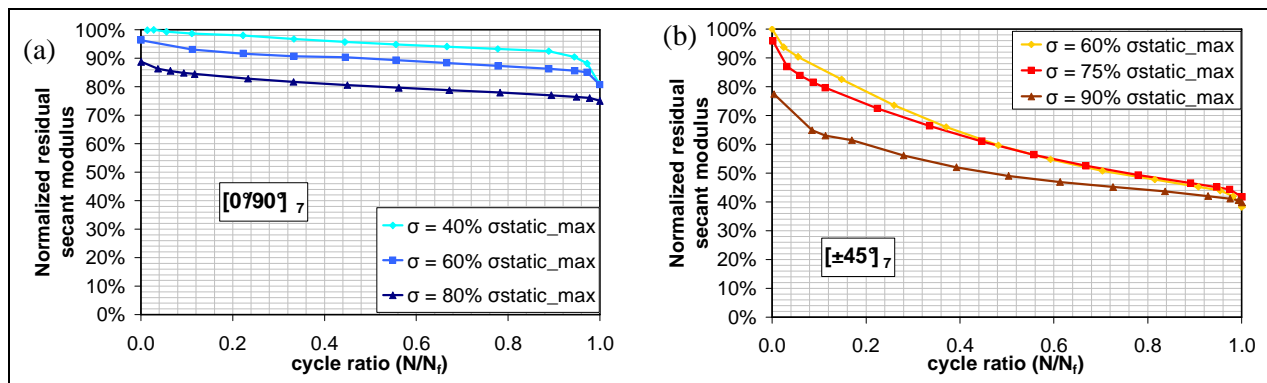 (a)
Normalized residual
secant modulus
100%
90%
80%
70%
60%
50%
40%
30%
20%
10%
0%
[0°/90°] 7
σ = 40% σstatic_max
σ = 60% σstatic_max
σ = 80% σstatic_max
0.0 0.2 0.4 0.6 0.8 1.0
cycle ratio (N/Nf)
(b)
Normalized residual
secant modulus
100%
90%
80%
70%
60%
50%
40%
30%
20%
10%
0%
σ = 60% σstatic_max
σ = 75% σstatic_max
σ = 90% σstatic_max
[±45°] 7
0.0 0.2 0.4 0.6 0.8 1.0
cycle ratio (N/Nf)